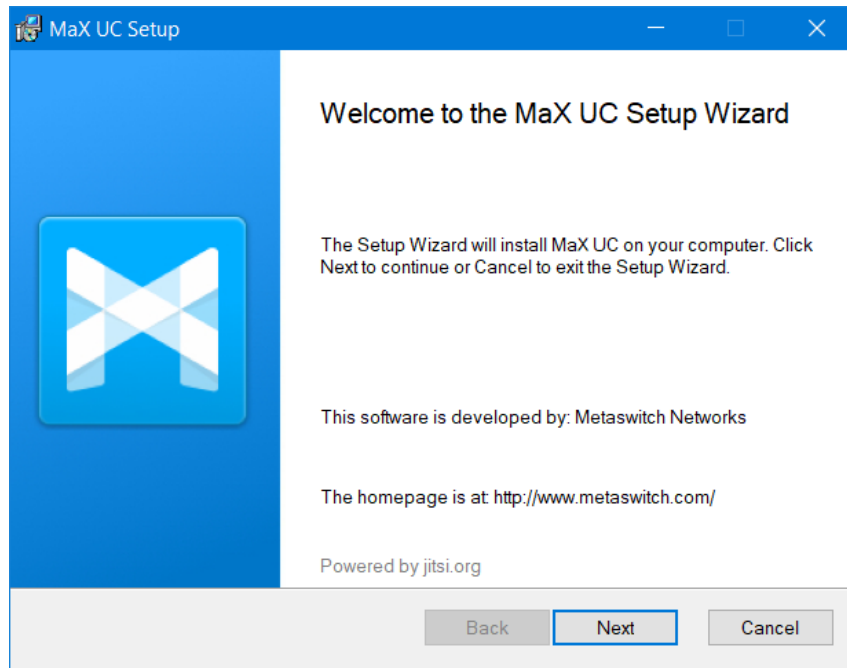 MaX UC Setup
Welcome to the MaX UC Setup Wizard
The Setup Wizard will install MaX UC on your computer. Click
Next to continue or Cancel to exit the Setup Wizard.
This software is developed by: Metaswitch Networks
The homepage is at: http://www.metaswitch.com/
Powered by jitsi.org
Back
Next
Cancel